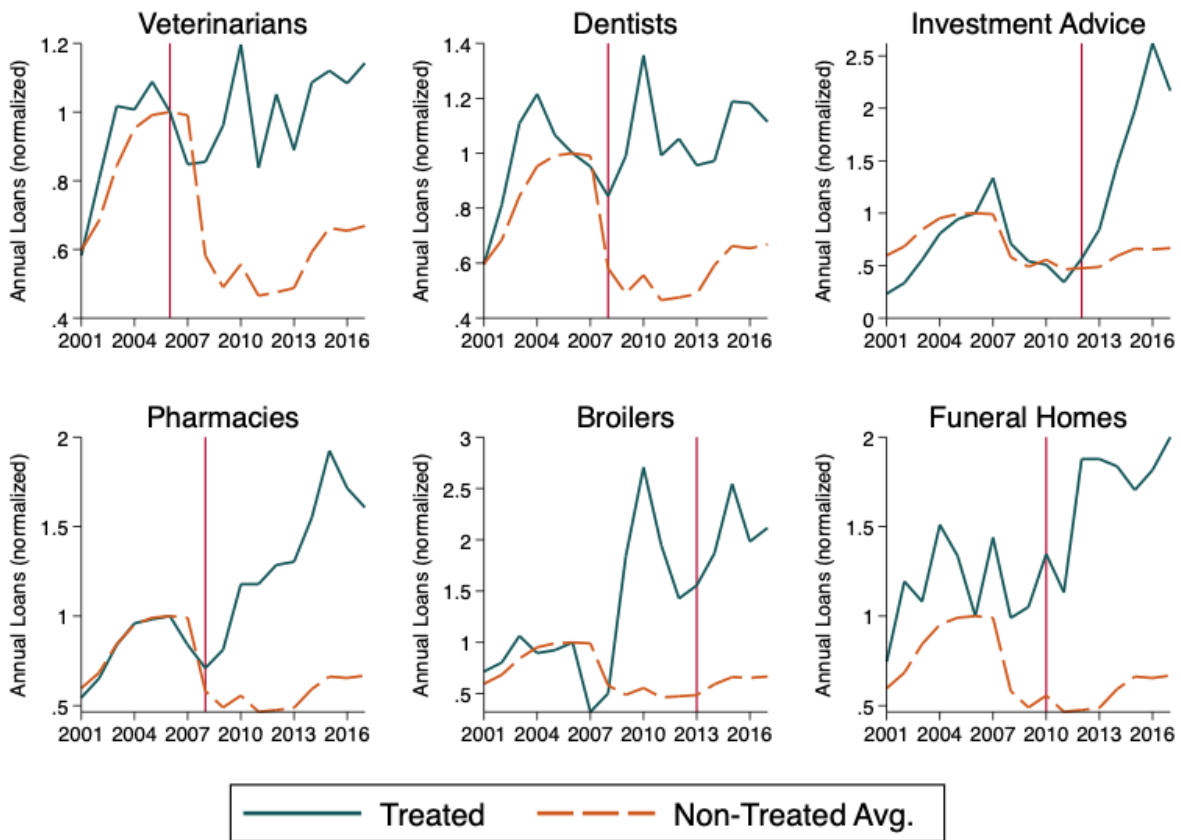 Veterinarians
Annual Loans (normalized)
1.2
1
.8
.6
.4
2001 2004 2007 2010 2013 2016
Dentists
Annual Loans (normalized)
1.4
1.2
1
.8
.6
.4
2001 2004 2007 2010 2013 2016
Investment Advice
Annual Loans (normalized)
2.5
2
1.5
1
.5
0
2001 2004 2007 2010 2013 2016
Pharmacies
Annual Loans (normalized)
2
1.5
1
.5
2001 2004 2007 2010 2013 2016
Broilers
Annual Loans (normalized)
3
2.5
2
1.5
1
.5
2001 2004 2007 2010 2013 2016
Funeral Homes
Annual Loans (normalized)
2
1.5
1
.5
2001 2004 2007 2010 2013 2016
Treated
Non-Treated Avg.